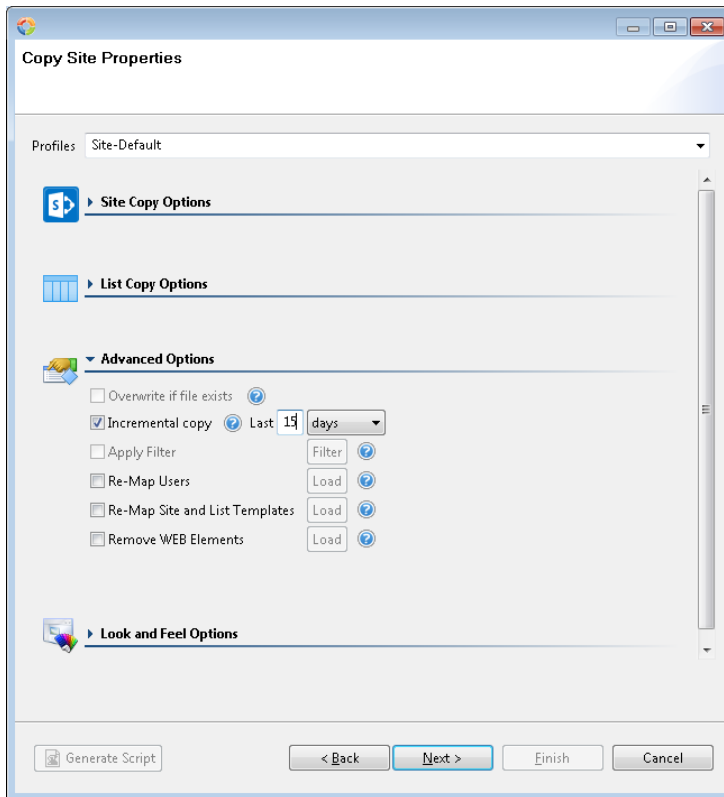 Copy Site Properties
Profiles Site-Default
Site Copy Options
List Copy Options
Advanced Options
Overwrite if file exists
Incremental copy Last 15 days
Apply Filter Filter
Re-Map Users Load
Re-Map Site and List Templates Load
Remove WEB Elements Load
Look and Feel Options
Generate Script < Back Next > Finish Cancel